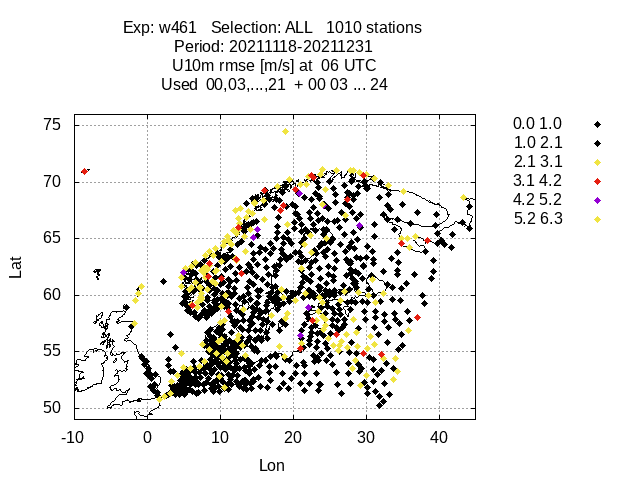 Exp: w461 Selection: ALL 1010 stations
Period: 20211118-20211231
U10m rmse [m/s] at 06 UTC
Used 00,03,...,21 + 00 03 ... 24
75
70
65
60
55
50
Lat
-10 0 10 20 30 40
Lon
0.0 1.0
1.0 2.1
2.1 3.1
3.1 4.2
4.2 5.2
5.2 6.3